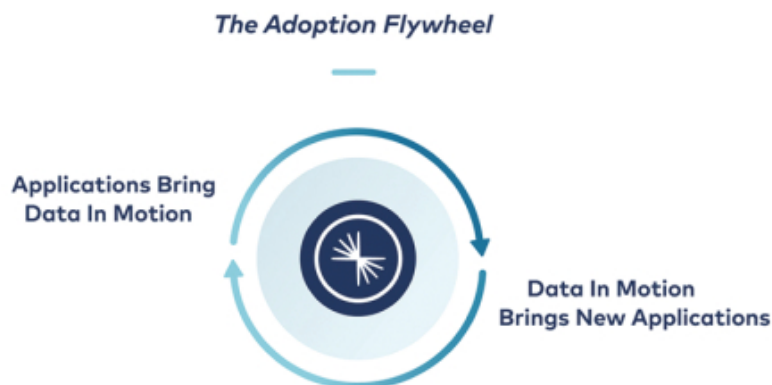 The Adoption Flywheel
Applications Bring
Data In Motion
Data In Motion
Brings New Applications